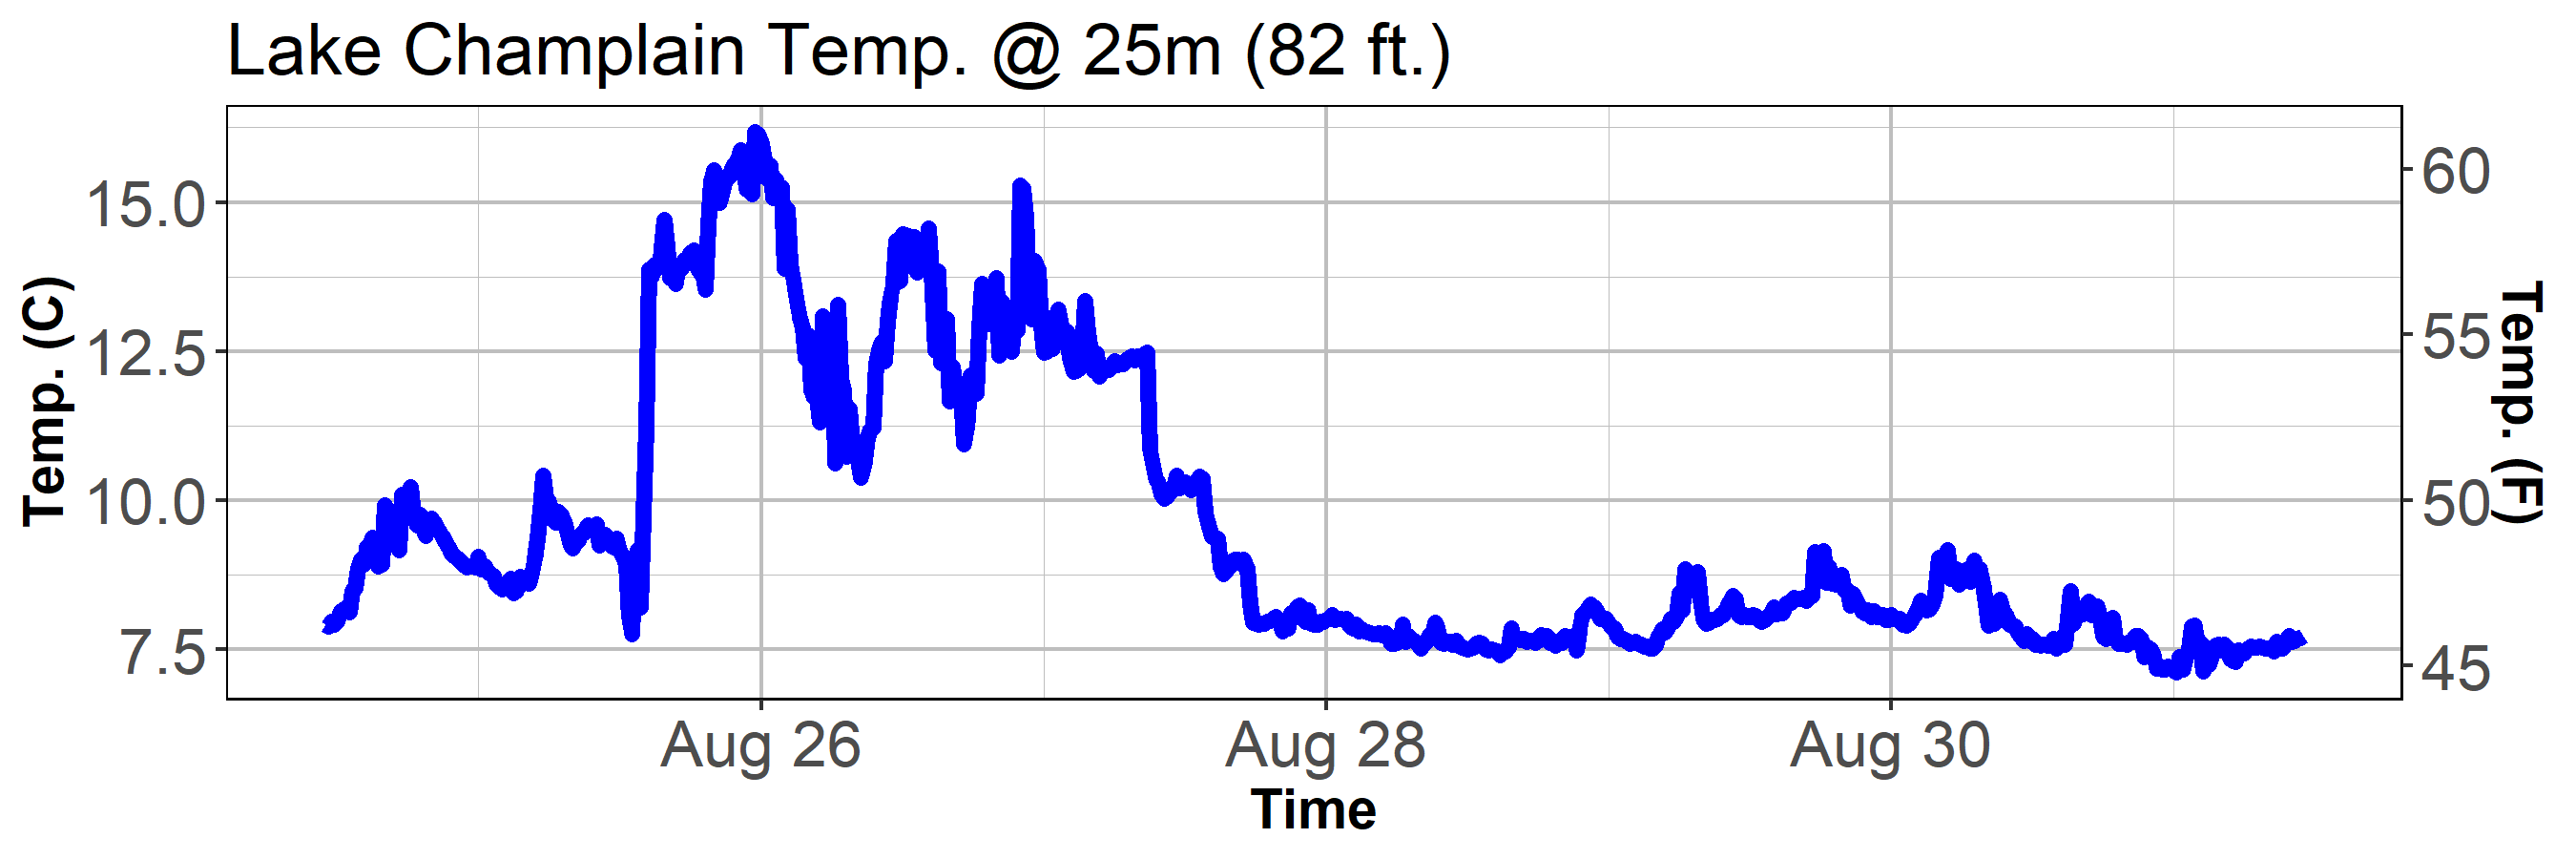 Lake Champlain Temp. @ 25m (82 ft.)
Temp. (C)
15.0
12.5
10.0
7.5
60
55
50
45
Temp. (F)
Aug 26
Aug 28
Aug 30
Time